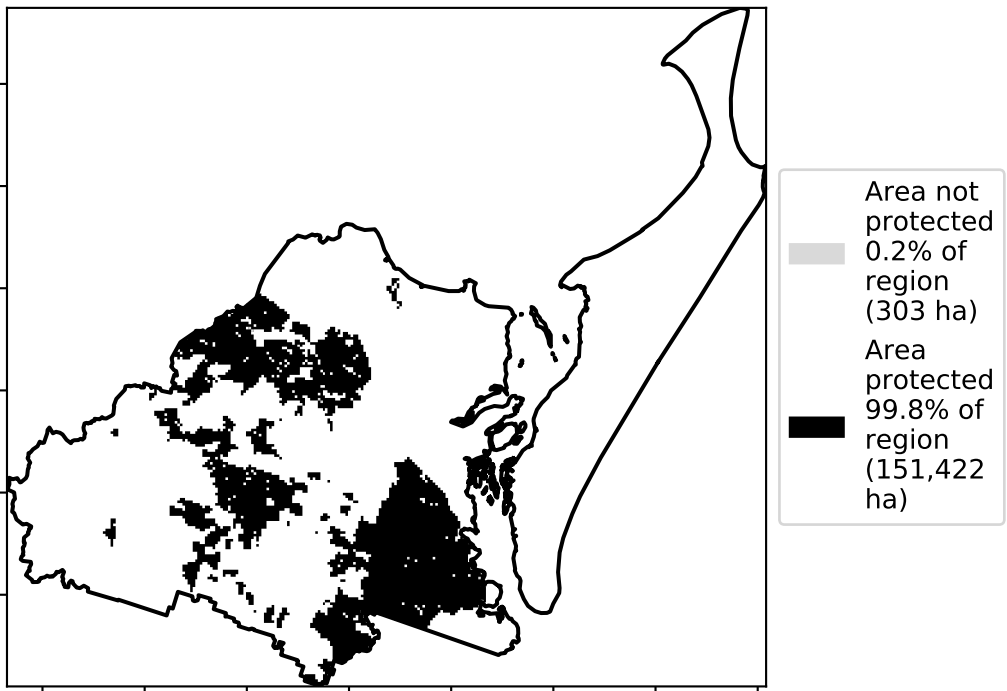 Area not
protected
0.2% of
region
(303 ha)
Area
protected
99.8% of
region
(151,422
ha)